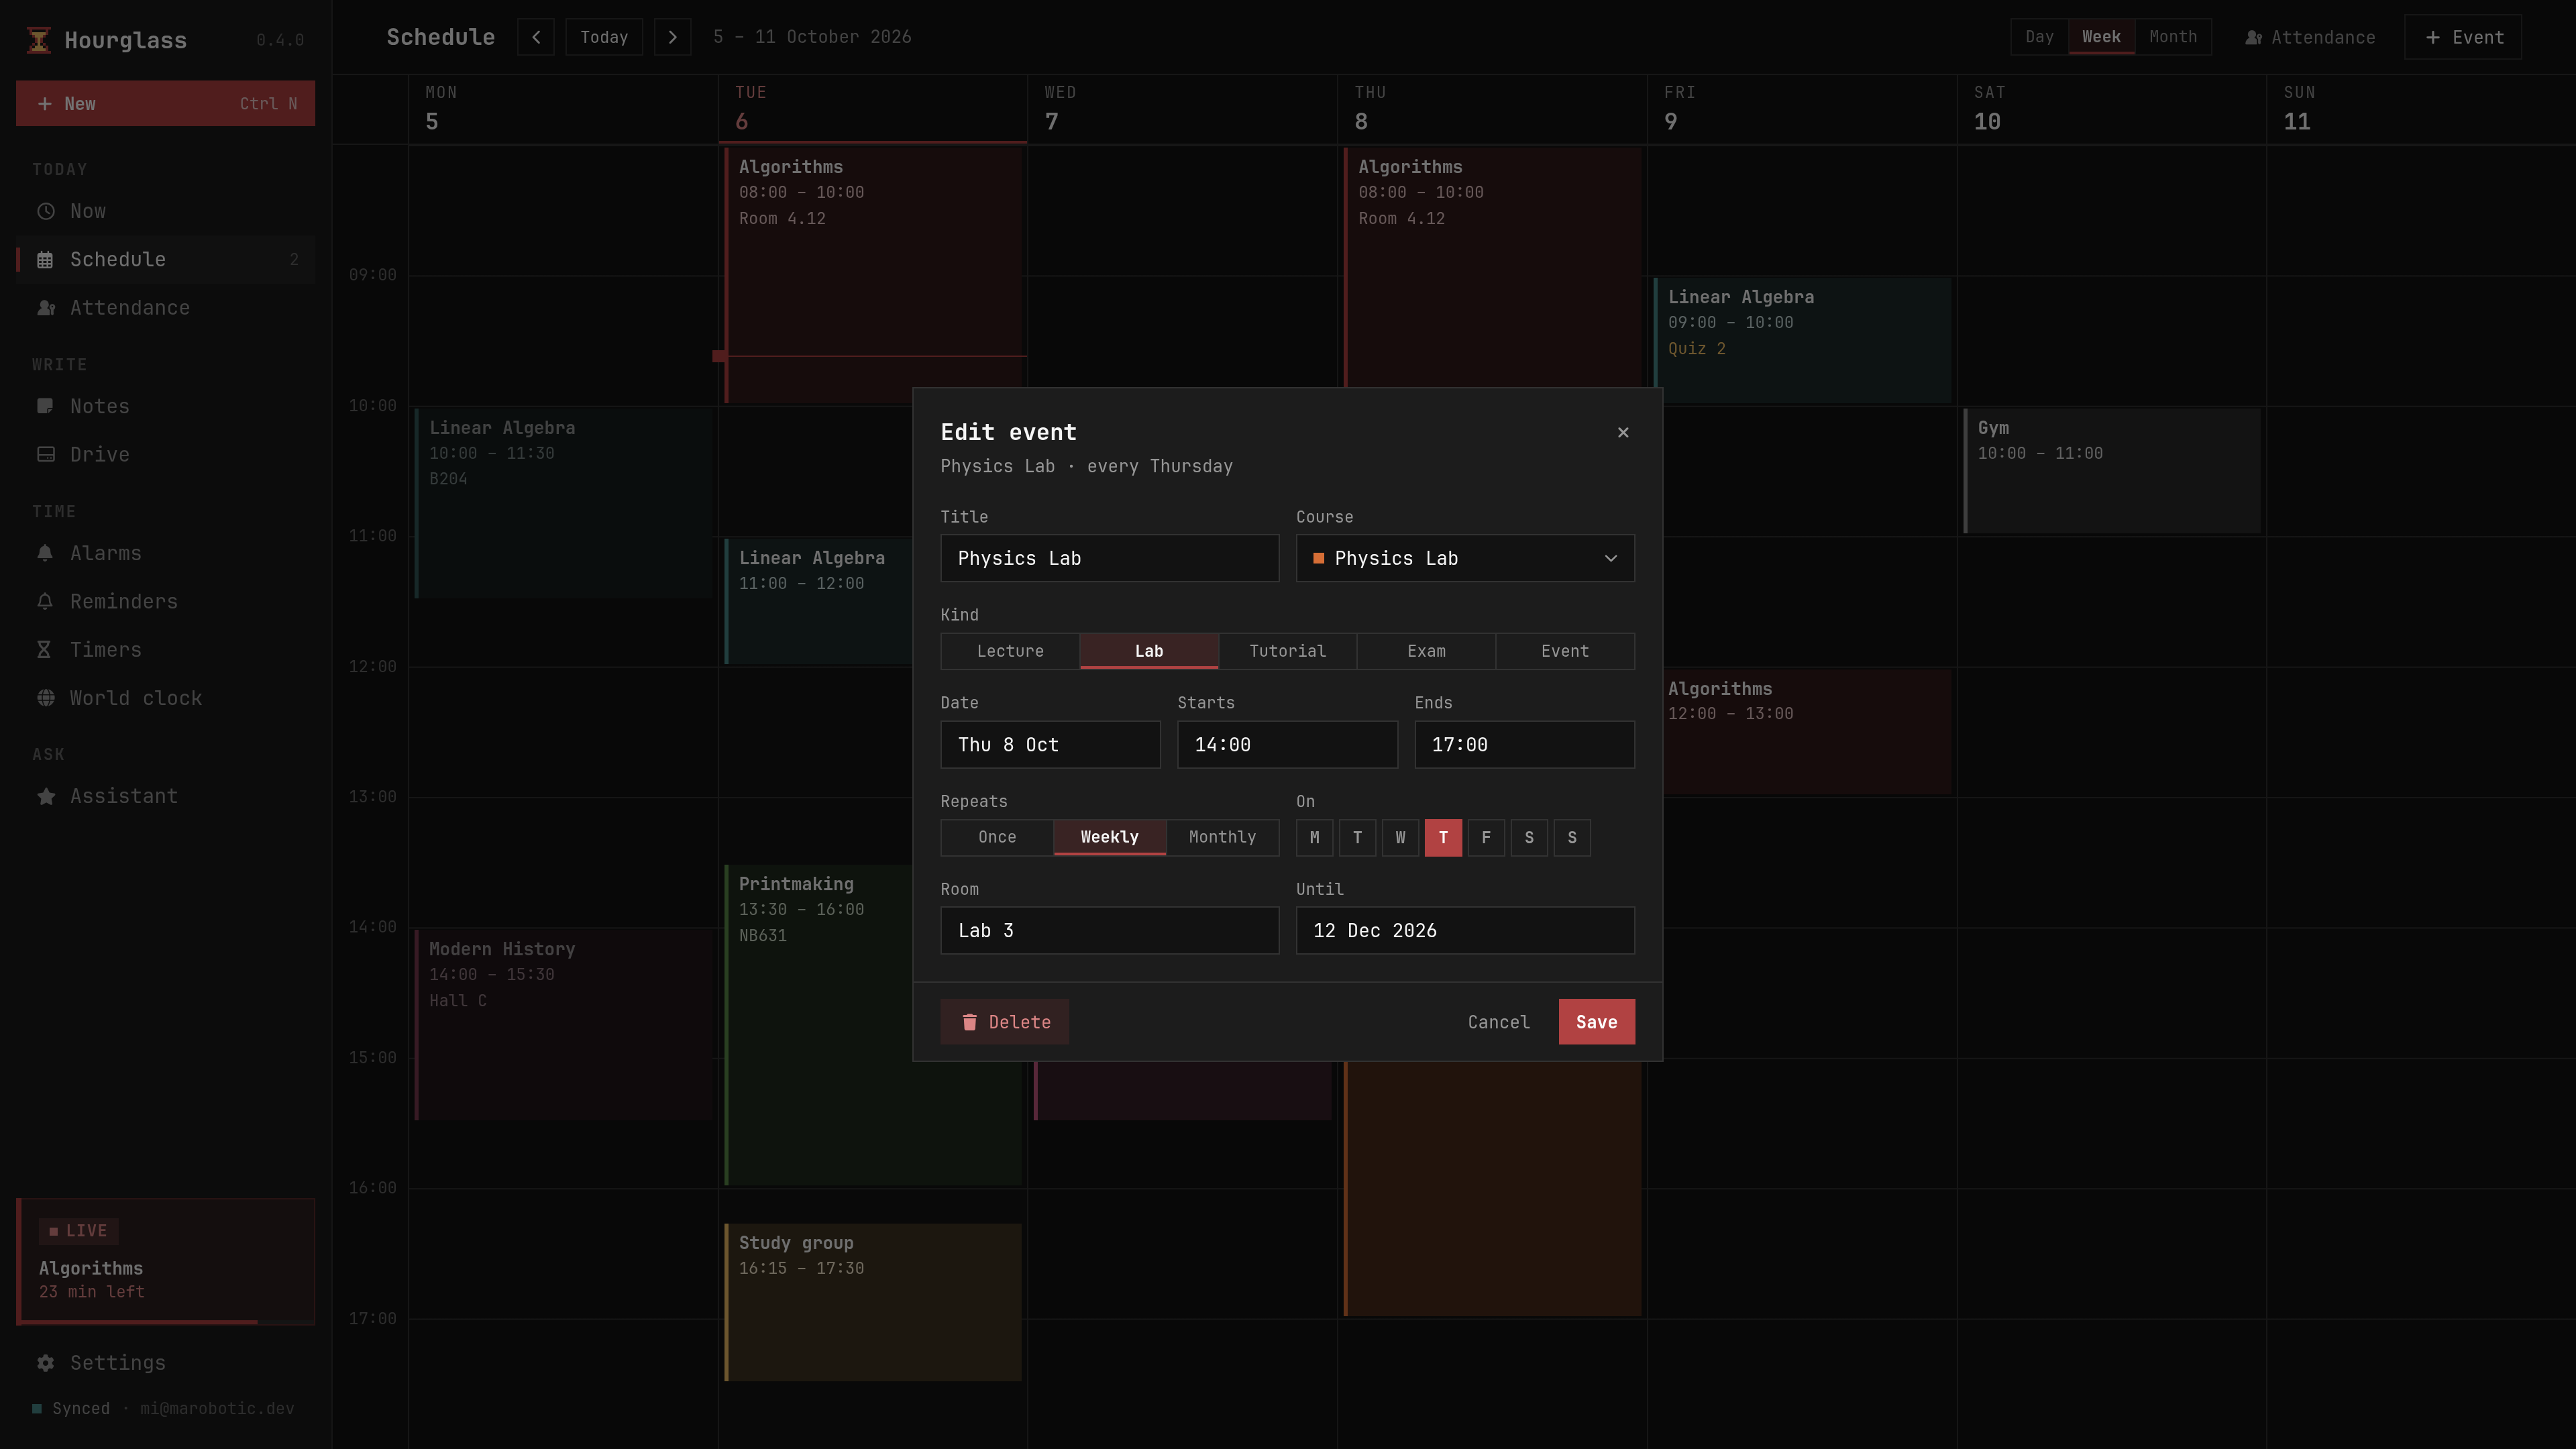 Hourglass 0.4.0
+ New Ctrl N
TODAY
Now
Schedule 2
Attendance
WRITE
Notes
Drive
TIME
Alarms
Reminders
Timers
World clock
ASK
Assistant
LIVE
Algorithms
23 min left
Settings
Synced · mi@marobotic.dev
Schedule Today 5 – 11 October 2026
Day Week Month Attendance + Event
MON TUE WED THU FRI SAT SUN
5 6 7 8 9 10 11
09:00
10:00
11:00
12:00
13:00
14:00
15:00
16:00
17:00
Linear Algebra
10:00 – 11:30
B204
Modern History
14:00 – 15:30
Hall C
Algorithms
08:00 – 10:00
Room 4.12
Linear Algebra
11:00 – 12:00
Printmaking
13:30 – 16:00
NB631
Study group
16:15 – 17:30
Algorithms
08:00 – 10:00
Room 4.12
Linear Algebra
09:00 – 10:00
Quiz 2
Algorithms
12:00 – 13:00
Gym
10:00 – 11:00
Edit event
Physics Lab · every Thursday
Title Course
Physics Lab Physics Lab
Kind
Lecture Lab Tutorial Exam Event
Date Starts Ends
Thu 8 Oct 14:00 17:00
Repeats On
Once Weekly Monthly M T W T F S S
Room Until
Lab 3 12 Dec 2026
Delete Cancel Save